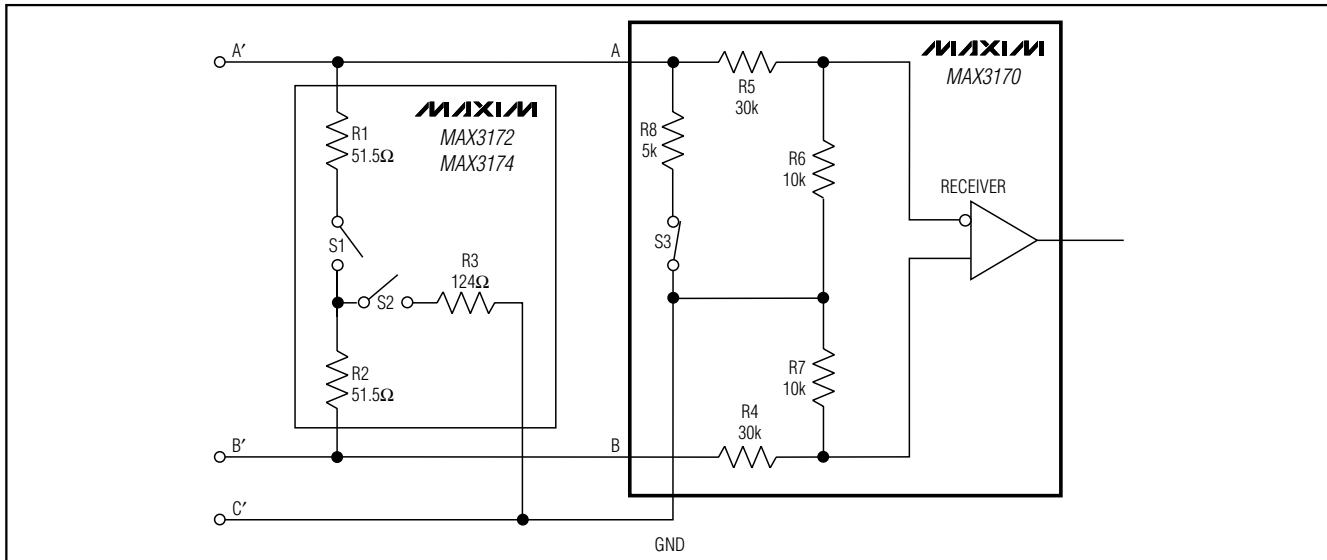 A′
A
MAXIM
MAX3170
R5
30k
MAXIM
MAX3172
MAX3174
R1
51.5Ω
R8
5k
R6
10k
RECEIVER
S1
S3
R3
124Ω
S2
R2
51.5Ω
R7
10k
R4
30k
B′
B
C′
GND